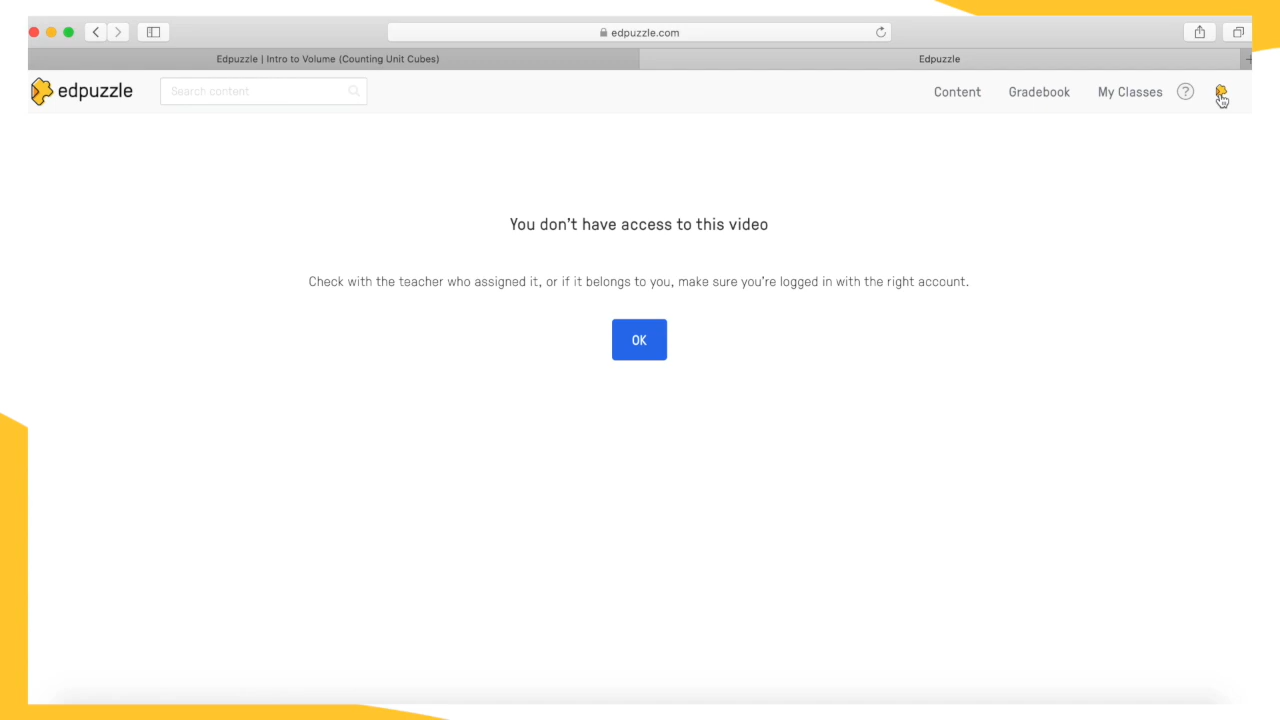 edpuzzle.com
Edpuzzle | Intro to Volume (Counting Unit Cubes)
Edpuzzle
edpuzzle
Search content
Content
Gradebook
My Classes
?
You don't have access to this video
Check with the teacher who assigned it, or if it belongs to you, make sure you're logged in with the right account.
OK